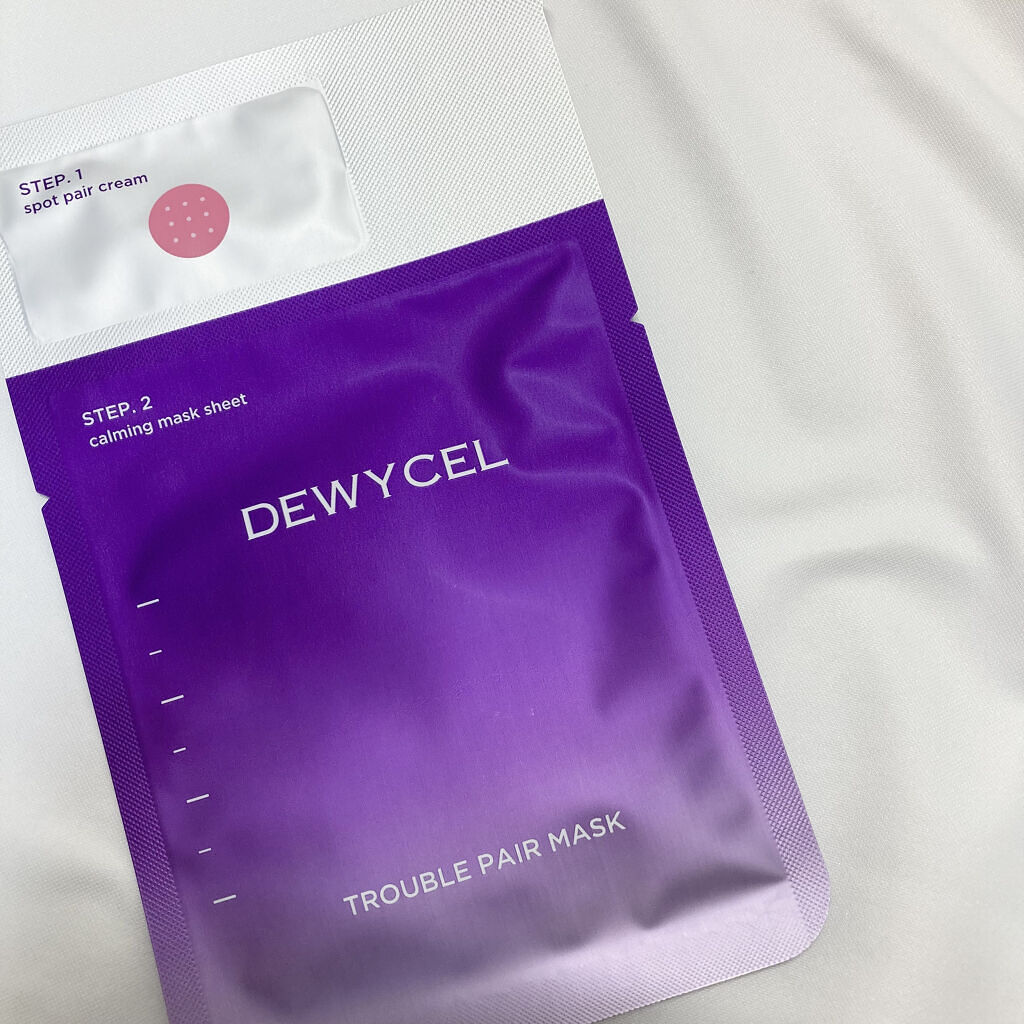 STEP. 1
spot pair cream
STEP. 2
calming mask sheet
DEWYCEL
TROUBLE PAIR MASK